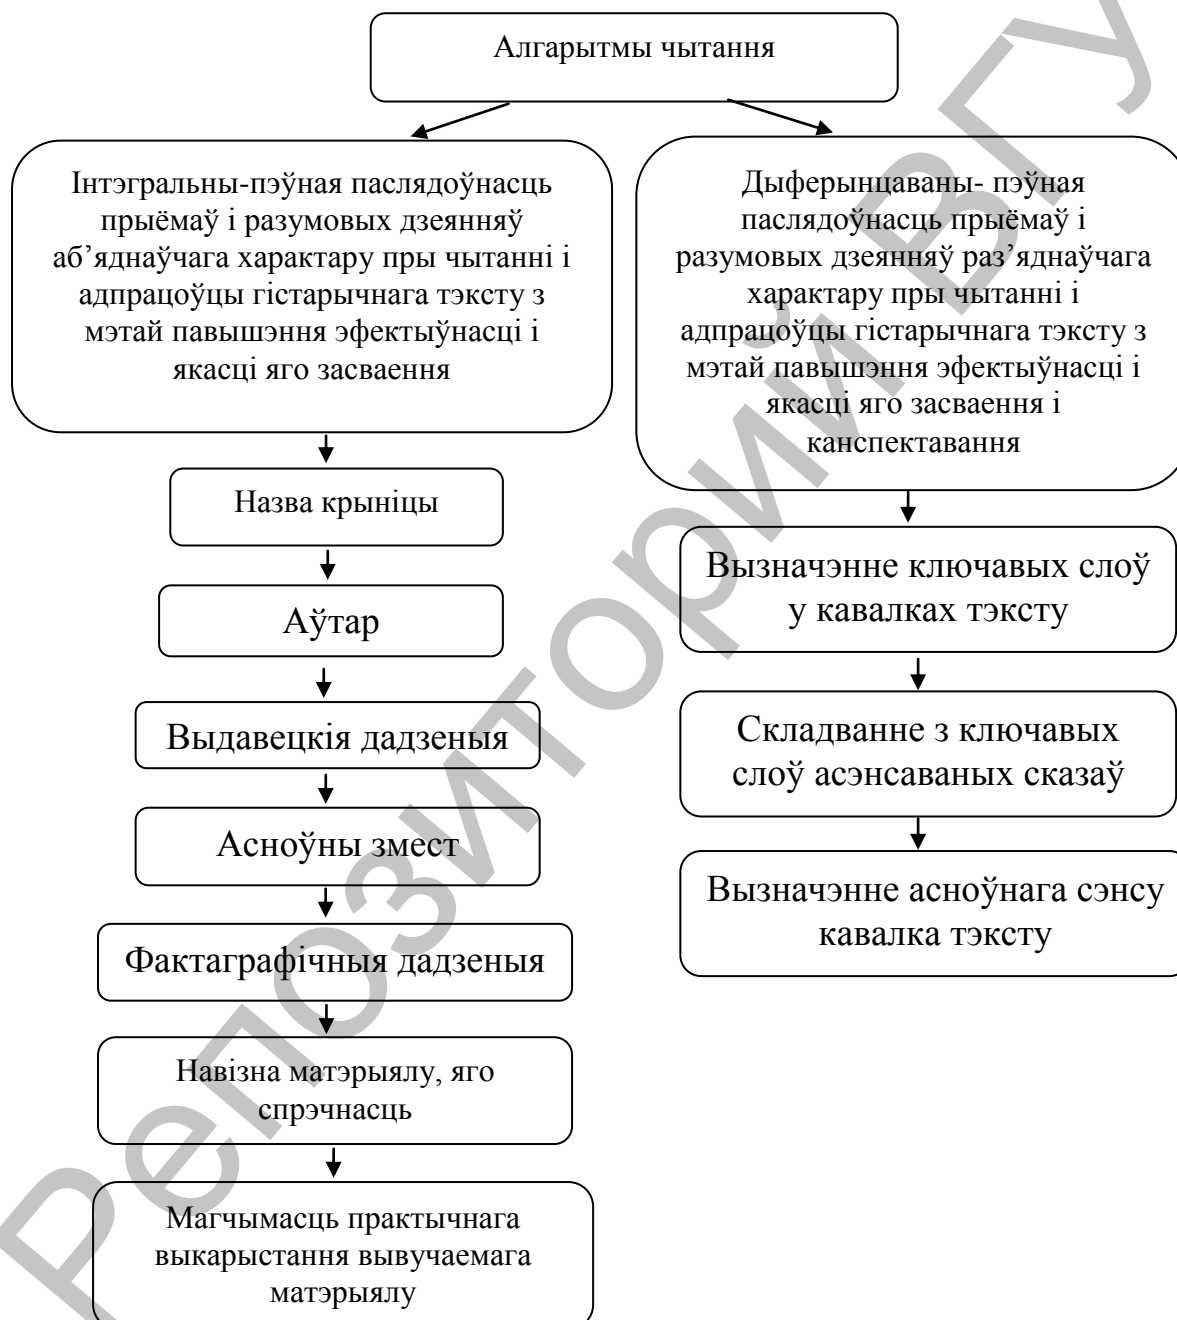 Алгарытмы чытання
Інтэгральны-пэўная паслядоўнасць
прыёмаў і разумовых дзеянняў
аб’яднаўчага характару пры чытанні і
адпрацоўцы гістарычнага тэксту з
мэтай павышэння эфектыўнасці і
якасці яго засваення
Назва крыніцы
Аўтар
Выдавецкія дадзеныя
Асноўны змест
Фактаграфічныя дадзеныя
Навізна матэрыялу, яго
спрэчнасць
Магчымасць практычнага
выкарыстання вывучаемага
матэрыялу
Дыферынцаваны- пэўная
паслядоўнасць прыёмаў і
разумовых дзеянняў раз’яднаўчага
характару пры чытанні і
адпрацоўцы гістарычнага тэксту з
мэтай павышэння эфектыўнасці і
якасці яго засваення і
канспектавання
Вызначэнне ключавых слоў
у кавалках тэксту
Складванне з ключавых
слоў асэнсаваных сказаў
Вызначэнне асноўнага сэнсу
кавалка тэксту
Репозиторий ВГУ